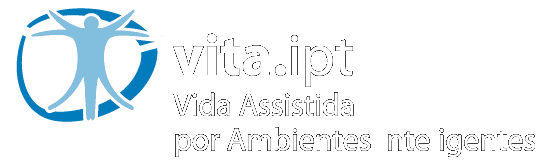 vita.ipt
Vida Assistida
por Ambientes nte igentes